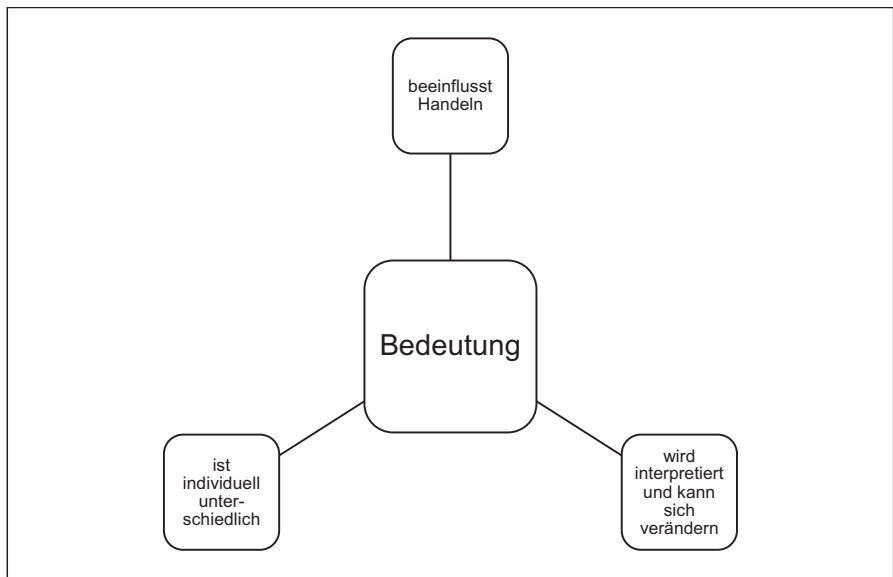 beeinflusst
Handeln
Bedeutung
ist
individuell
unter-
schiedlich
wird
interpretiert
und kann
sich
verändern